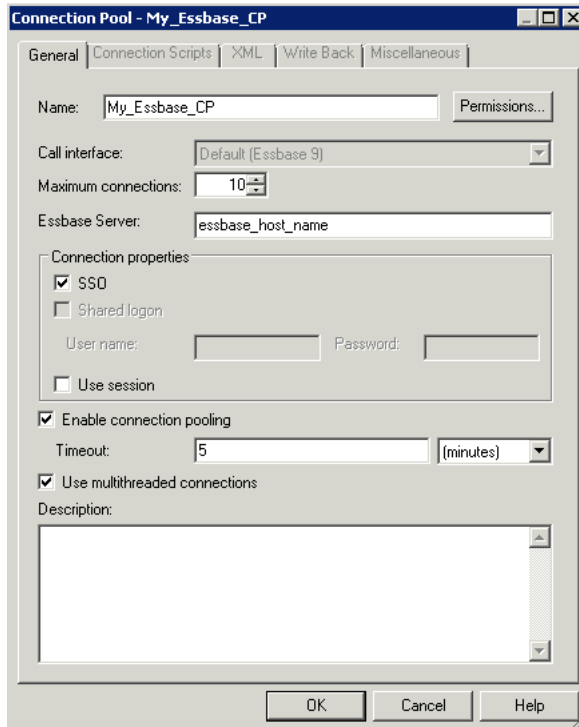 Connection Pool - My_Essbase_CP
General Connection Scripts XML Write Back Miscellaneous
Name: My_Essbase_CP Permissions...
Call interface: Default (Essbase 9)
Maximum connections: 10
Essbase Server: essbase_host_name
Connection properties
SSO
Shared logon
User name: Password:
Use session
Enable connection pooling
Timeout: 5 (minutes)
Use multithreaded connections
Description:
OK Cancel Help